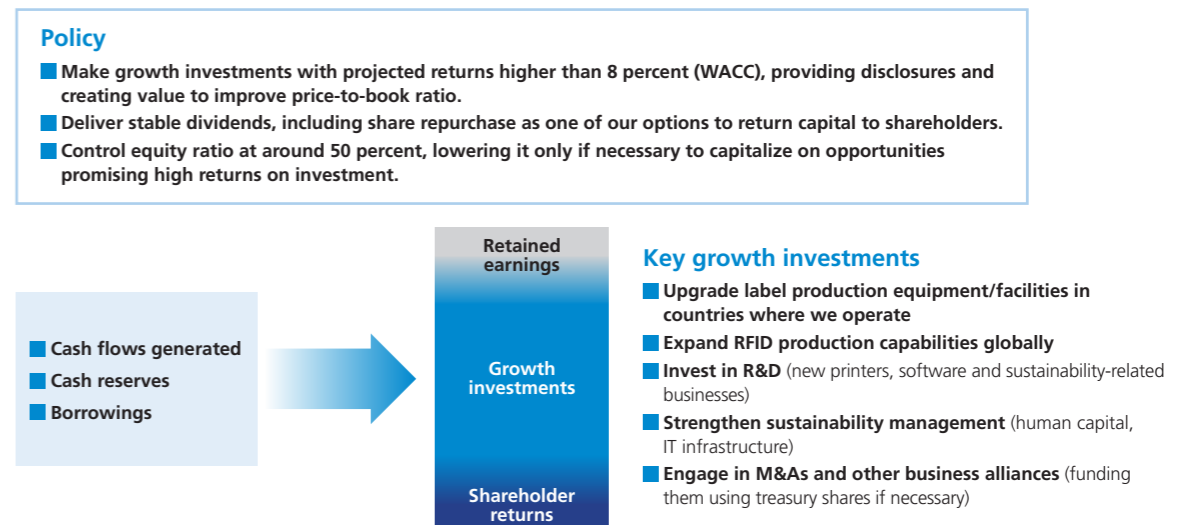 Policy
Make growth investments with projected returns higher than 8 percent (WACC), providing disclosures and
creating value to improve price-to-book ratio.
Deliver stable dividends, including share repurchase as one of our options to return capital to shareholders.
Control equity ratio at around 50 percent, lowering it only if necessary to capitalize on opportunities
promising high returns on investment.
Cash flows generated
Cash reserves
Borrowings
Retained
earnings
Growth
investments
Shareholder
returns
Key growth investments
Upgrade label production equipment/facilities in
countries where we operate
Expand RFID production capabilities globally
Invest in R&D (new printers, software and sustainability-related
businesses)
Strengthen sustainability management (human capital,
IT infrastructure)
Engage in M&As and other business alliances (funding
them using treasury shares if necessary)